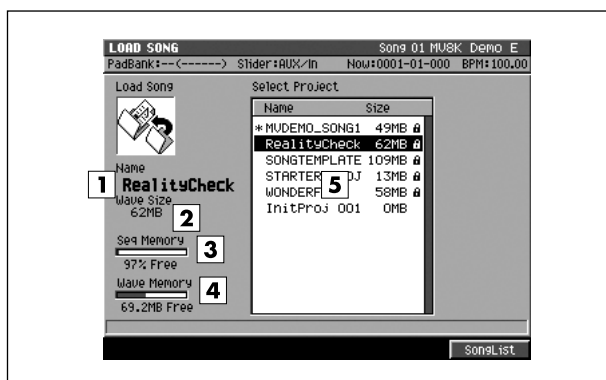 LOAD SONG Song 01 MV8K Demo E
PadBank:--(------) Slider:AUX/In Now:0001-01-000 BPM:100.00
Load Song
Select Project
Name Size
*MVDEMO_SONG1 49MB
RealityCheck 62MB
SONGTEMPLATE 109MB
STARTER OJ 13MB
WONDERF 58MB
InitProj 001 0MB
5
Name
1 RealityCheck
Wave Size
62MB 2
Seq Memory
3
97% Free
Wave Memory
4
69.2MB Free
SongList